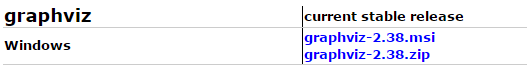 graphviz
current stable release
Windows
graphviz-2.38.msi
graphviz-2.38.zip